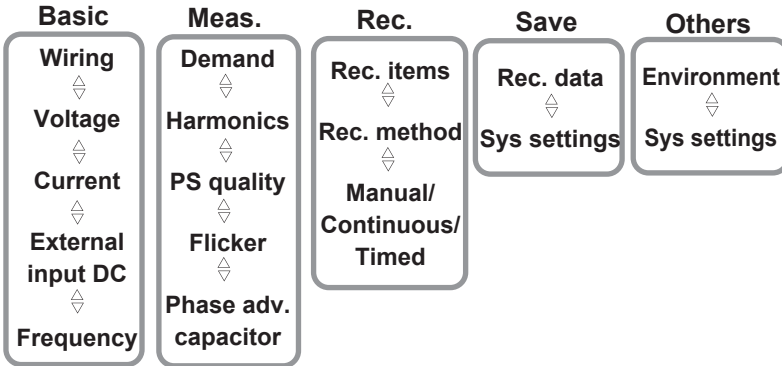 Basic
Wiring
Voltage
Current
External
input DC
Frequency
Meas.
Demand
Harmonics
PS quality
Flicker
Phase adv.
capacitor
Rec.
Rec. items
Rec. method
Manual/
Continuous/
Timed
Save
Rec. data
Sys settings
Others
Environment
Sys settings